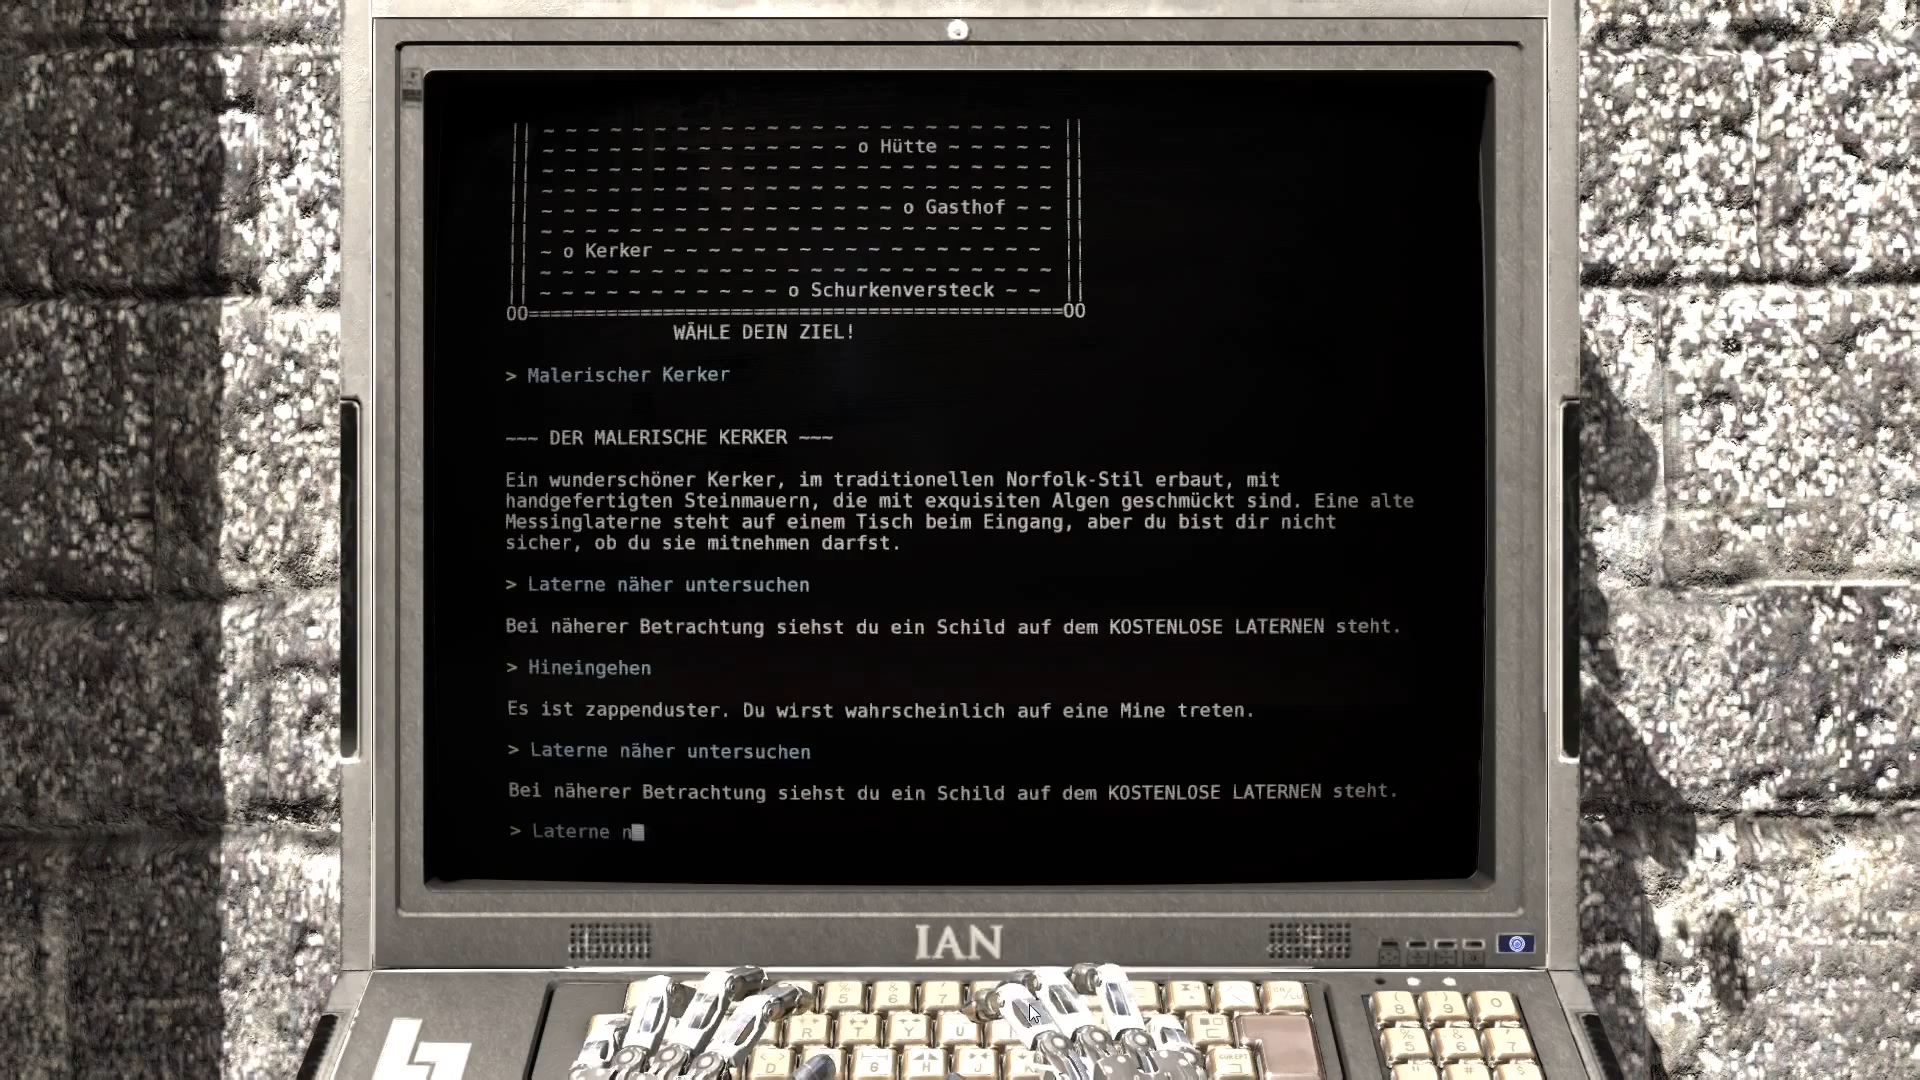 ~ ~ ~ ~ ~ ~ ~ ~ ~ ~ ~ ~ ~ ~ ~ ~ ~ ~ ~ ~ ~ ~ ~
~ ~ ~ ~ ~ ~ ~ ~ ~ ~ ~ ~ ~ ~ o Hütte ~ ~ ~ ~ ~
~ ~ ~ ~ ~ ~ ~ ~ ~ ~ ~ ~ ~ ~ ~ ~ ~ ~ ~ ~ ~ ~ ~
~ ~ ~ ~ ~ ~ ~ ~ ~ ~ ~ ~ ~ ~ ~ ~ ~ ~ ~ ~ ~ ~ ~
~ ~ ~ ~ ~ ~ ~ ~ ~ ~ ~ ~ ~ ~ ~ ~ o Gasthof ~ ~
~ ~ ~ ~ ~ ~ ~ ~ ~ ~ ~ ~ ~ ~ ~ ~ ~ ~ ~ ~ ~ ~ ~
~ o Kerker ~ ~ ~ ~ ~ ~ ~ ~ ~ ~ ~ ~ ~ ~ ~ ~ ~
~ ~ ~ ~ ~ ~ ~ ~ ~ ~ ~ ~ ~ ~ ~ ~ ~ ~ ~ ~ ~ ~ ~
~ ~ ~ ~ ~ ~ ~ ~ ~ ~ ~ o Schurkenversteck ~ ~
OO===============================================OO
WÄHLE DEIN ZIEL!
> Malerischer Kerker
~~~ DER MALERISCHE KERKER ~~~
Ein wunderschöner Kerker, im traditionellen Norfolk-Stil erbaut, mit
handgefertigten Steinmauern, die mit exquisiten Algen geschmückt sind. Eine alte
Messinglaterne steht auf einem Tisch beim Eingang, aber du bist dir nicht
sicher, ob du sie mitnehmen darfst.
> Laterne näher untersuchen
Bei näherer Betrachtung siehst du ein Schild auf dem KOSTENLOSE LATERNEN steht.
> Hineingehen
Es ist zappenduster. Du wirst wahrscheinlich auf eine Mine treten.
> Laterne näher untersuchen
Bei näherer Betrachtung siehst du ein Schild auf dem KOSTENLOSE LATERNEN steht.
> Laterne n
IAN